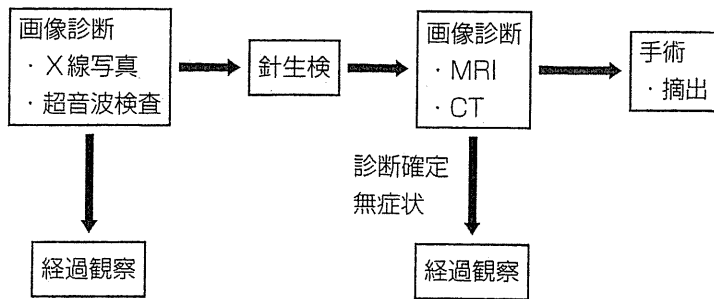 画像診断
・X線写真
・超音波検査
針生検
画像診断
・MRI
・CT
手術
・摘出
診断確定
無症状
経過観察
経過観察